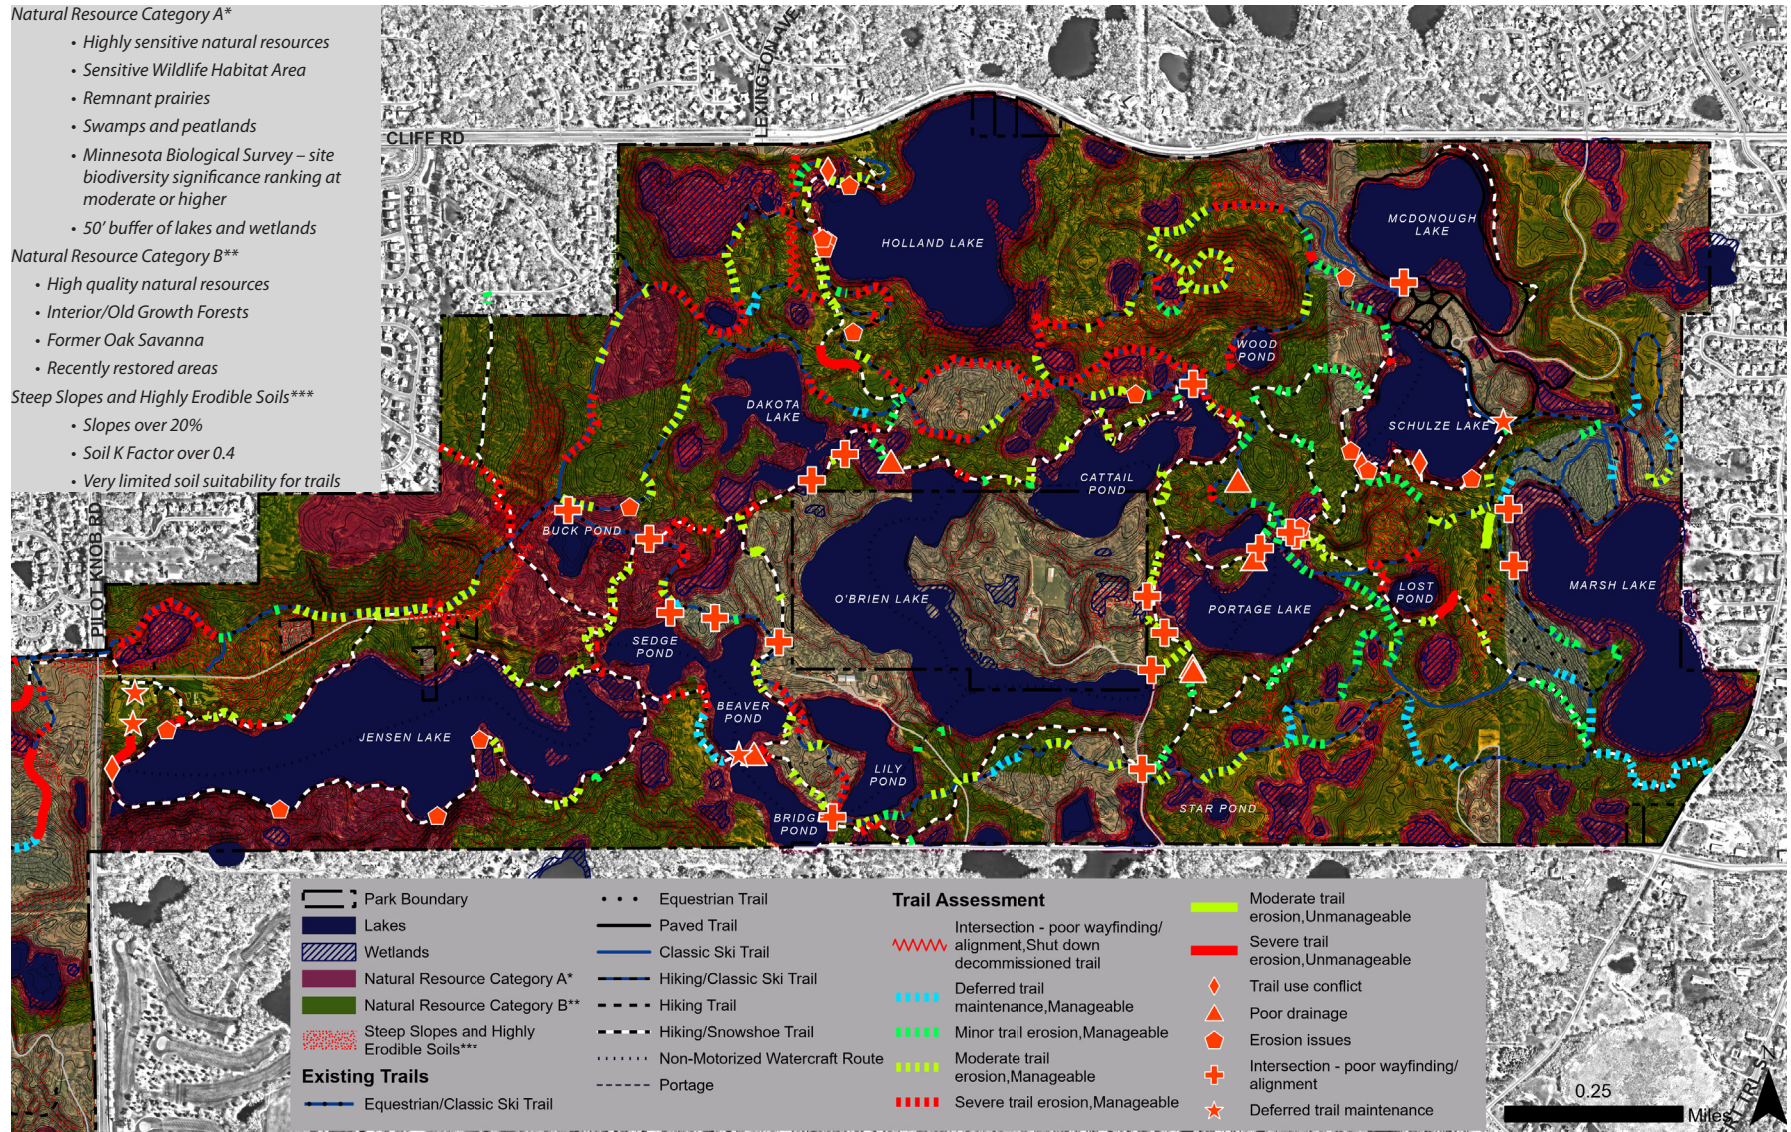 Natural Resource Category A*
• Highly sensitive natural resources
• Sensitive Wildlife Habitat Area
• Remnant prairies
• Swamps and peatlands
• Minnesota Biological Survey – site
biodiversity significance ranking at
moderate or higher
• 50’ buffer of lakes and wetlands
Natural Resource Category B**
• High quality natural resources
• Interior/Old Growth Forests
• Former Oak Savanna
• Recently restored areas
Steep Slopes and Highly Erodible Soils***
• Slopes over 20%
• Soil K Factor over 0.4
• Very limited soil suitability for trails
LEXINGTON AVE
CLIFF RD
PILOT KNOB RD
HOLLAND LAKE
MCDONOUGH
LAKE
WOOD
POND
DAKOTA
LAKE
SCHULZE LAKE
CATTAIL
POND
BUCK POND
O'BRIEN LAKE
PORTAGE LAKE
LOST
POND
MARSH LAKE
SEDGE
POND
BEAVER
POND
JENSEN LAKE
LILY
POND
BRIDGE
POND
STAR POND
Park Boundary
Lakes
Wetlands
Natural Resource Category A*
Natural Resource Category B**
Steep Slopes and Highly
Erodible Soils***
Existing Trails
Equestrian/Classic Ski Trail
Equestrian Trail
Paved Trail
Classic Ski Trail
Hiking/Classic Ski Trail
Hiking Trail
Hiking/Snowshoe Trail
Non-Motorized Watercraft Route
Portage
Trail Assessment
Intersection - poor wayfinding/
alignment,Shut down
decommissioned trail
Deferred trail
maintenance,Manageable
Minor trail erosion,Manageable
Moderate trail
erosion,Manageable
Severe trail erosion,Manageable
Moderate trail
erosion,Unmanageable
Severe trail
erosion,Unmanageable
Trail use conflict
Poor drainage
Erosion issues
Intersection - poor wayfinding/
alignment
Deferred trail maintenance
0.25
Miles